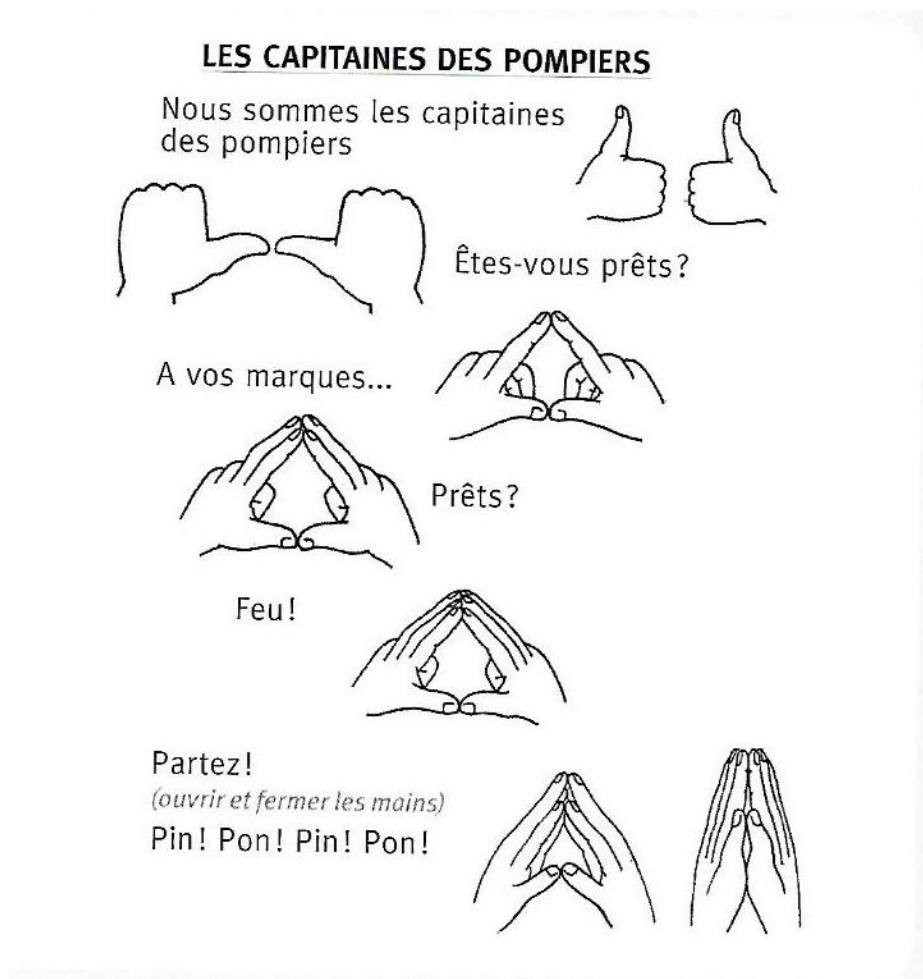 LES CAPITAINES DES POMPIERS
Nous sommes les capitaines
des pompiers
Êtes-vous prêts?
A vos marques...
Prêts?
Feu!
Partez!
(ouvrir et fermer les mains)
Pin! Pon! Pin! Pon!